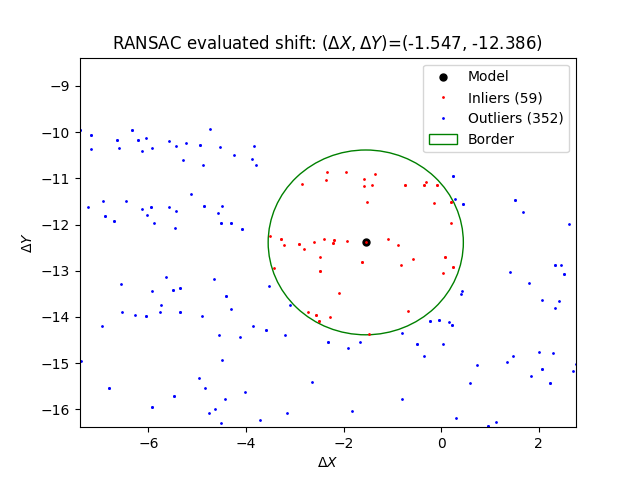 RANSAC evaluated shift: (ΔX, ΔY)=(-1.547, -12.386)
Model
Inliers (59)
Outliers (352)
Border
ΔY
−9
−10
−11
−12
−13
−14
−15
−16
−6 −4 −2 0 2
ΔX